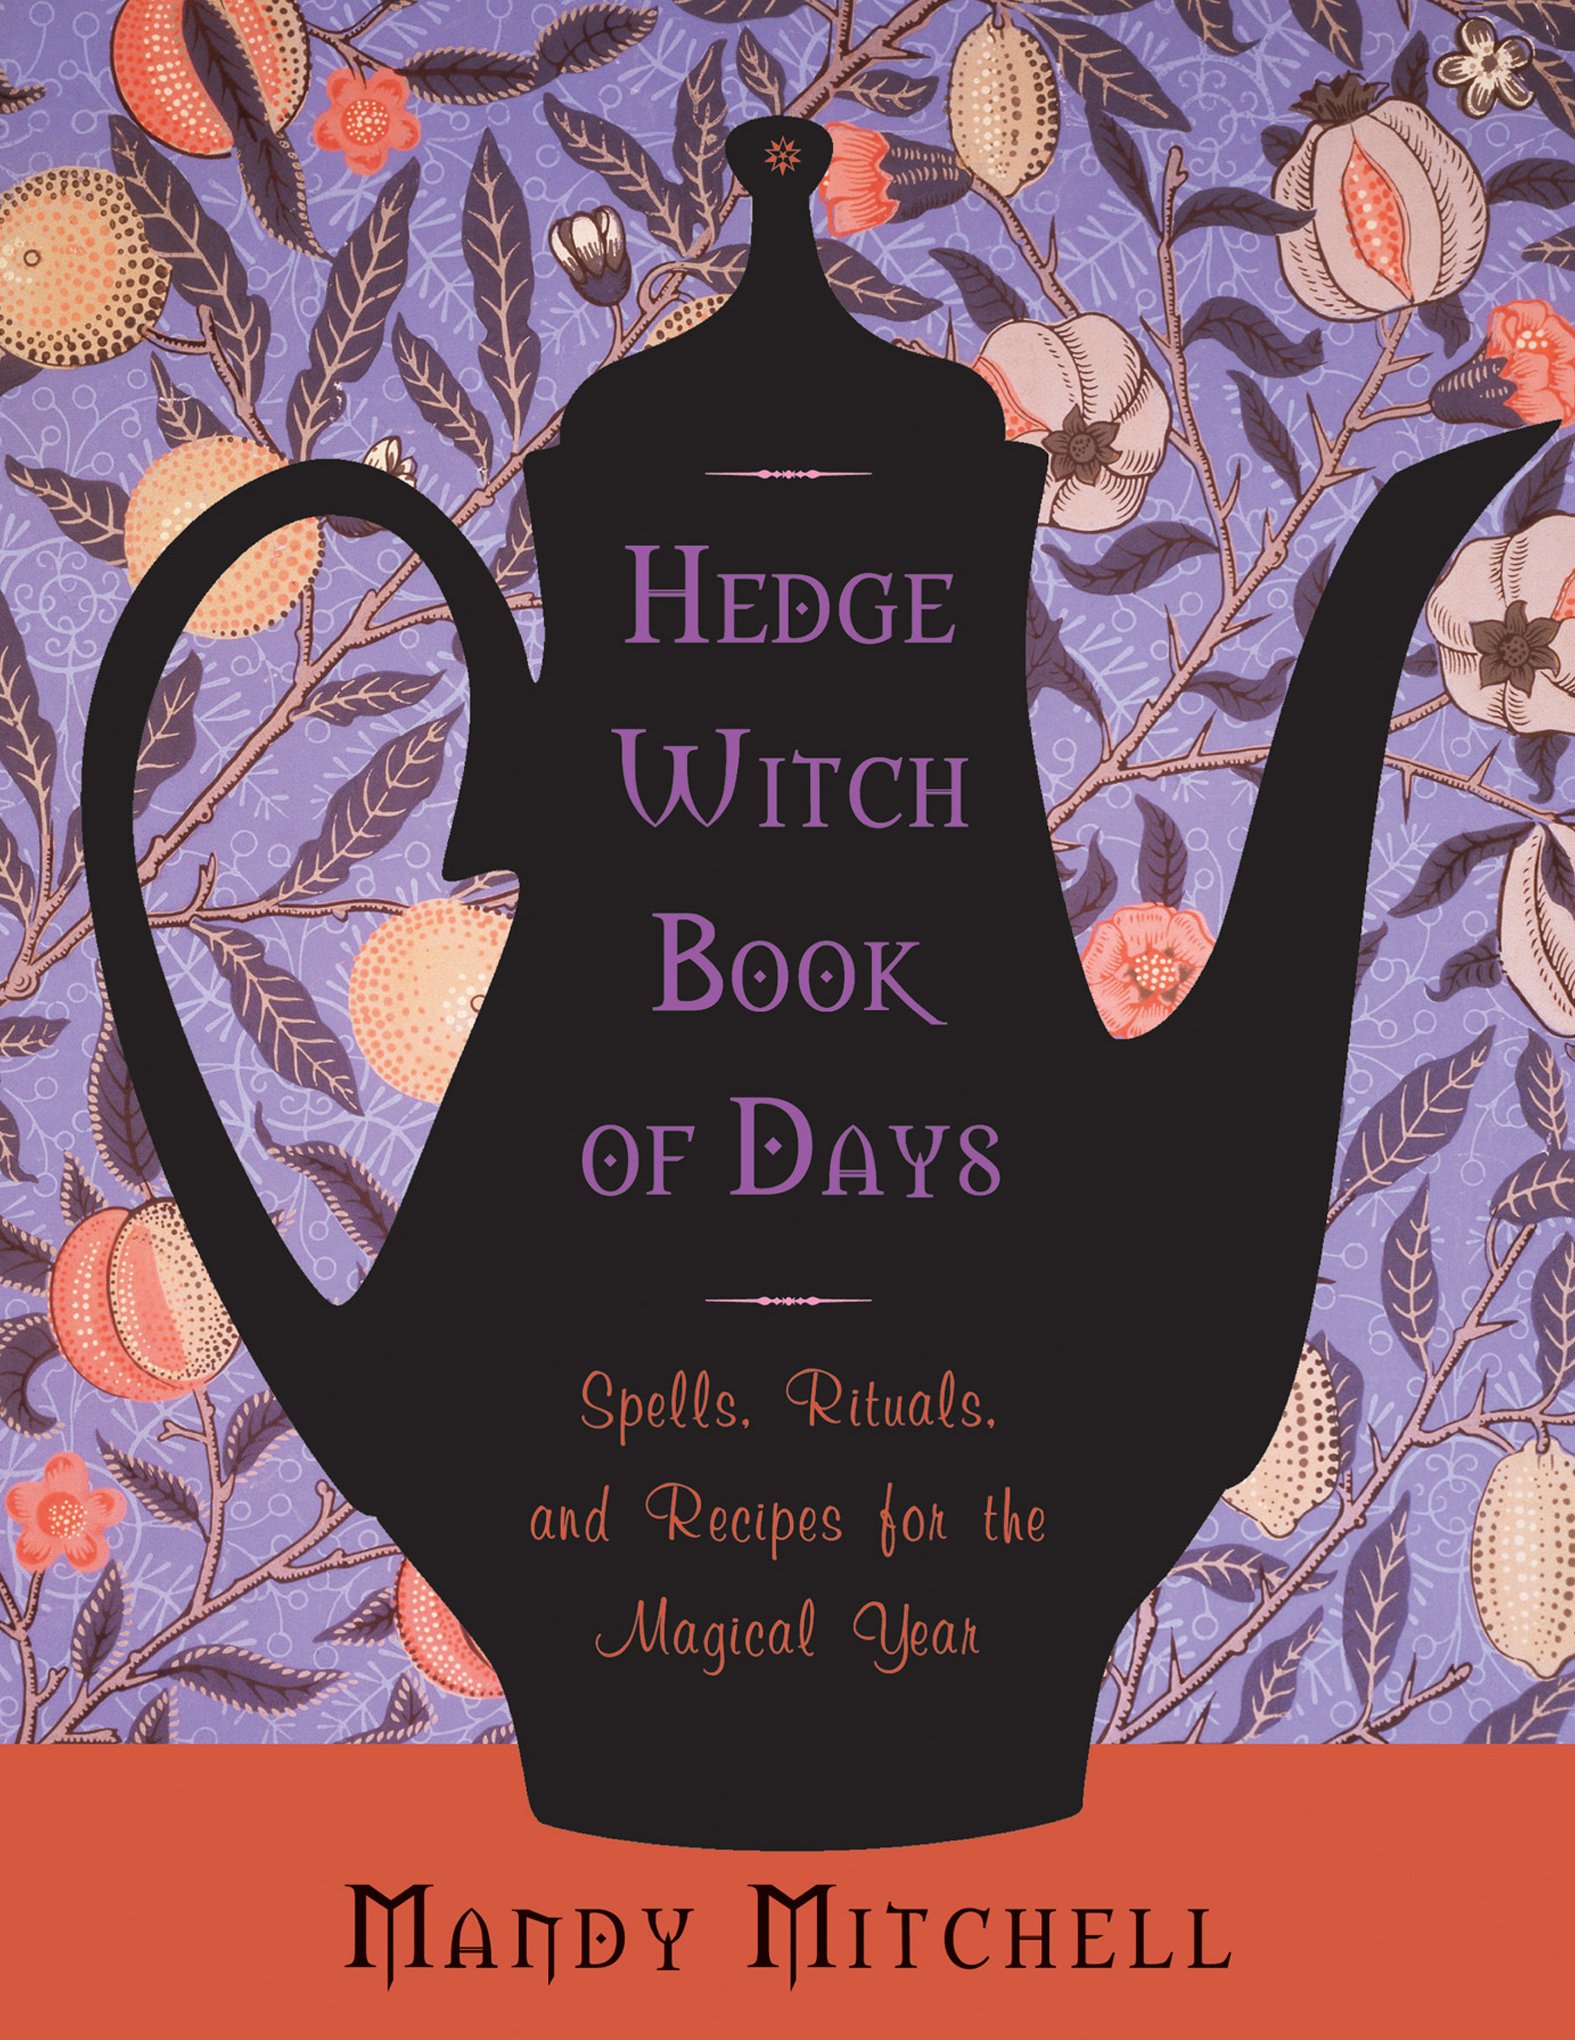 Hedge
Witch
Book
of Days
Spells, Rituals,
and Recipes for the
Magical Year
Mandy Mitchell